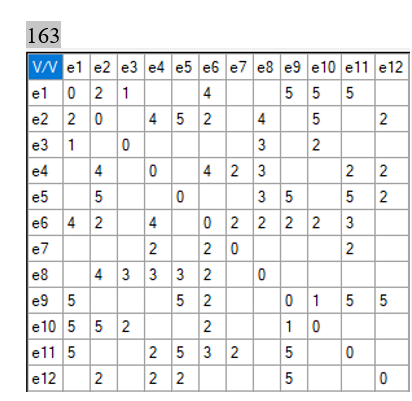 163
V/V e1 e2 e3 e4 e5 e6 e7 e8 e9 e10 e11 e12
e1 0 2 1 4 5 5 5
e2 2 0 4 5 2 4 5 2
e3 1 0 3 2
e4 4 0 4 2 3 2 2
e5 5 0 3 5 5 2
e6 4 2 4 0 2 2 2 2 3
e7 2 2 0 2
e8 4 3 3 3 2 0
e9 5 5 2 0 1 5 5
e10 5 5 2 2 1 0
e11 5 2 5 3 2 5 0
e12 2 2 2 5 0